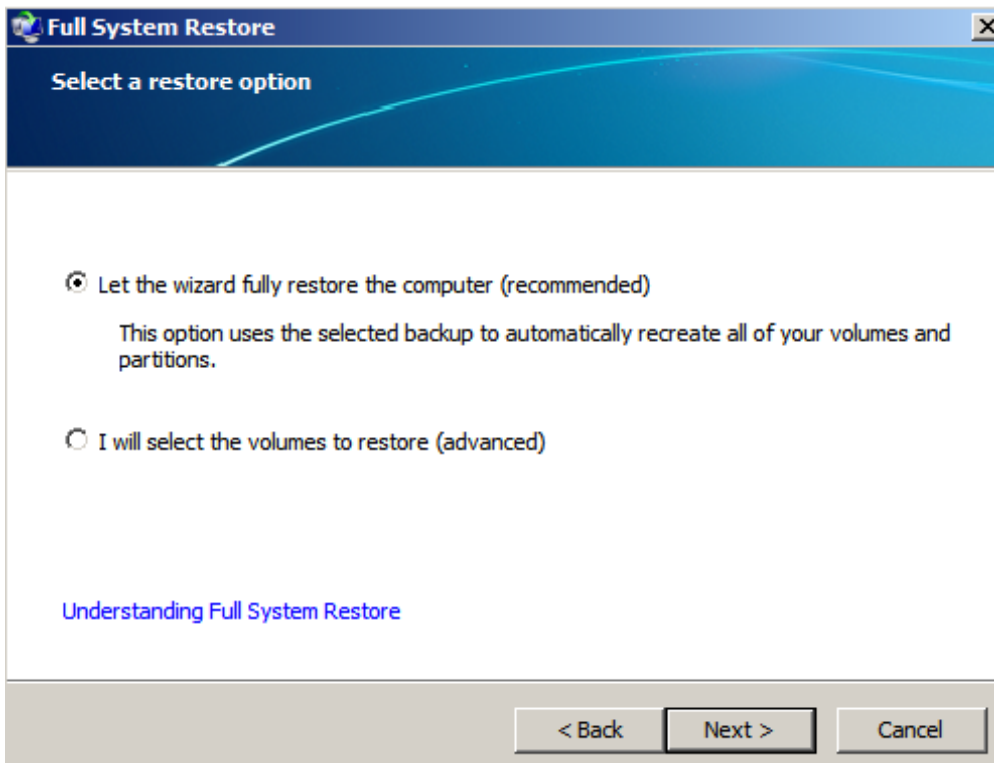 Full System Restore
Select a restore option
Let the wizard fully restore the computer (recommended)
This option uses the selected backup to automatically recreate all of your volumes and
partitions.
I will select the volumes to restore (advanced)
Understanding Full System Restore
< Back
Next >
Cancel